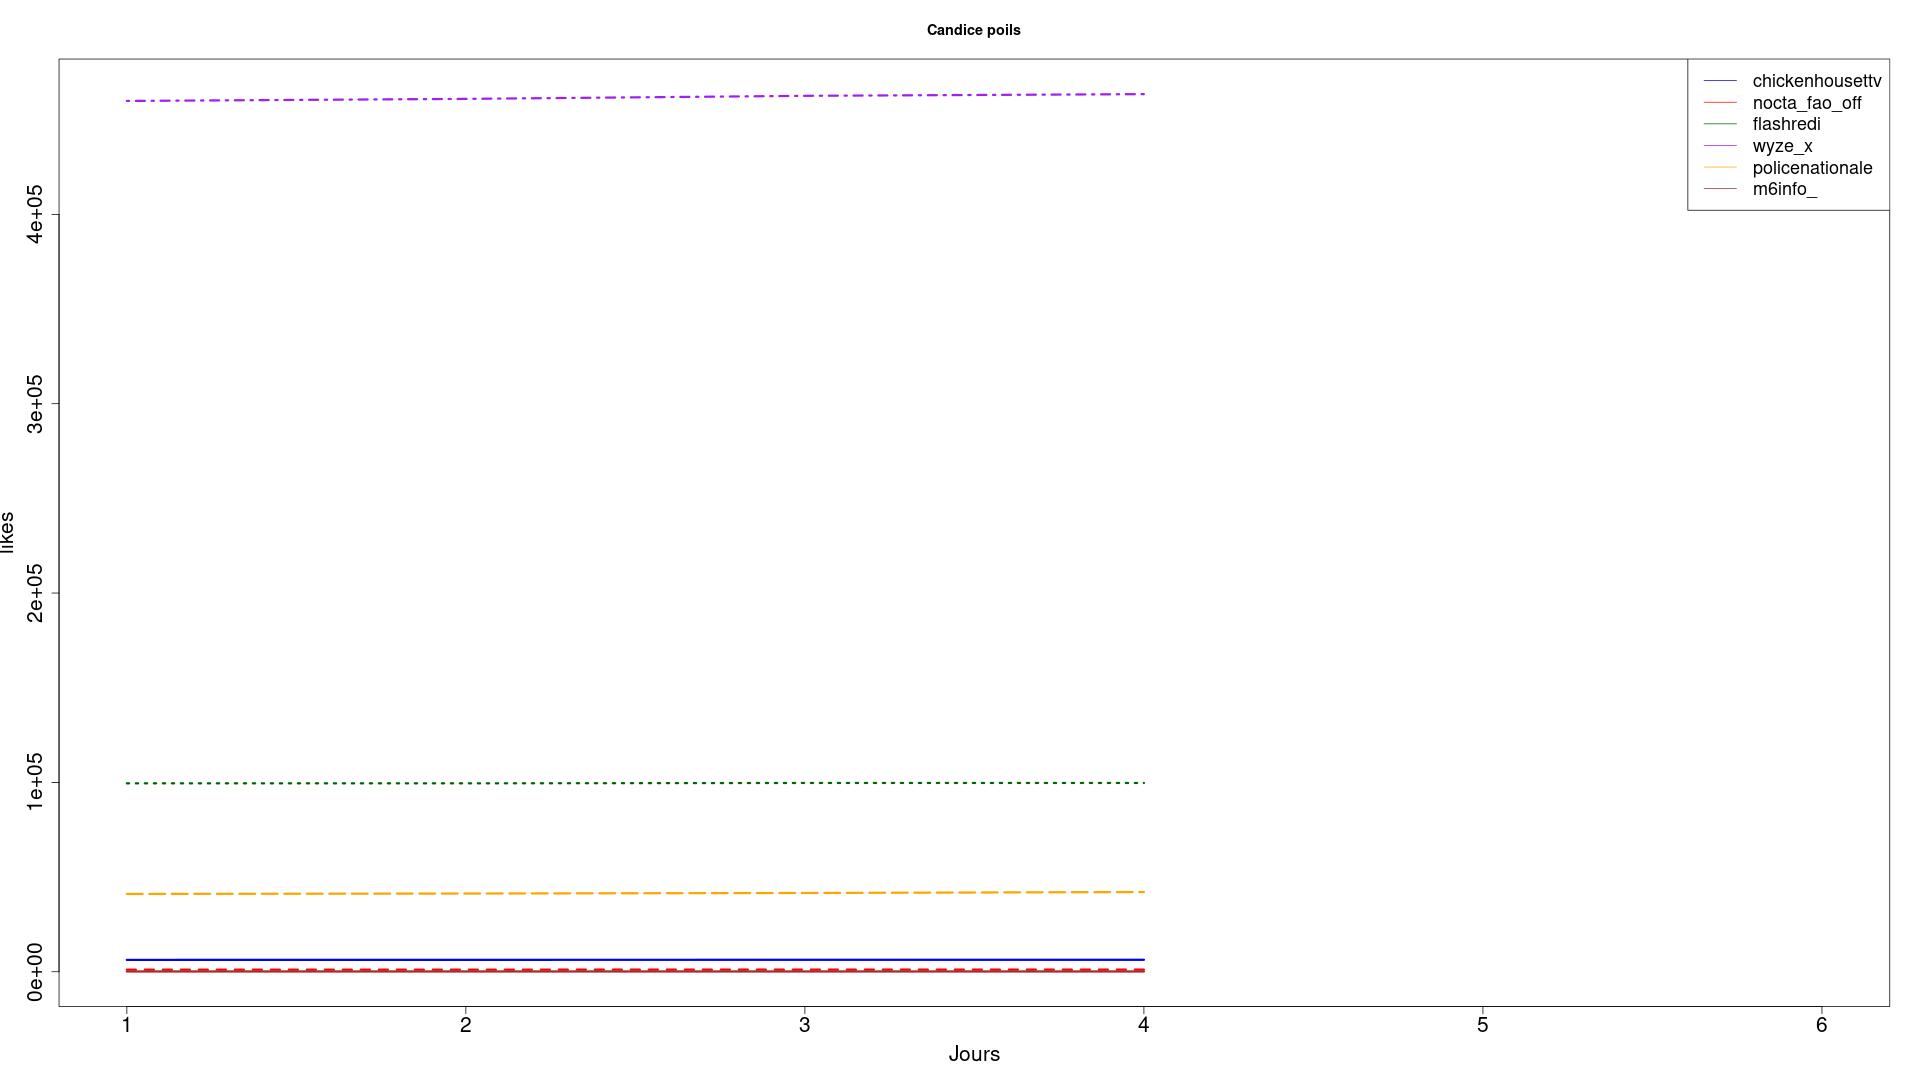 Candice poils
chickenhousettv
nocta_fao_off
flashredi
wyze_x
policenationale
m6info_
4e+05
3e+05
2e+05
1e+05
0e+00
likes
1 2 3 4 5 6
Jours